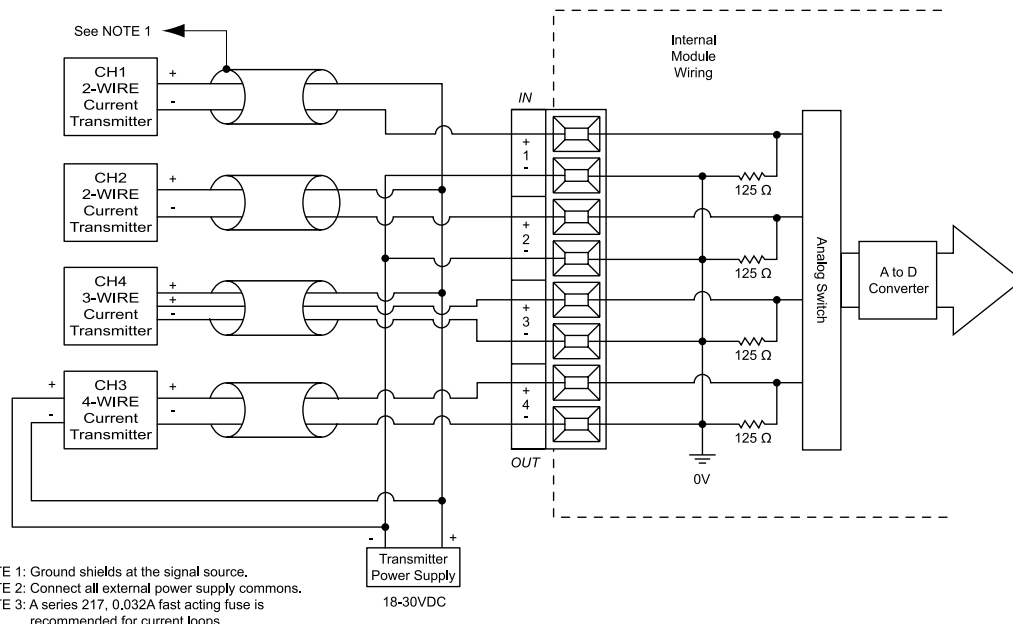 See NOTE 1
CH1
2-WIRE
Current
Transmitter
+
-
CH2
2-WIRE
Current
Transmitter
+
-
CH4
3-WIRE
Current
Transmitter
+
+
-
CH3
4-WIRE
Current
Transmitter
+
-
+
-
IN
+
1
-
+
2
-
+
3
-
+
4
-
OUT
Internal
Module
Wiring
125 Ω
125 Ω
125 Ω
125 Ω
0V
Analog Switch
A to D
Converter
-
+
Transmitter
Power Supply
18-30VDC
TE 1: Ground shields at the signal source.
TE 2: Connect all external power supply commons.
TE 3: A series 217, 0.032A fast acting fuse is
recommended for current loops